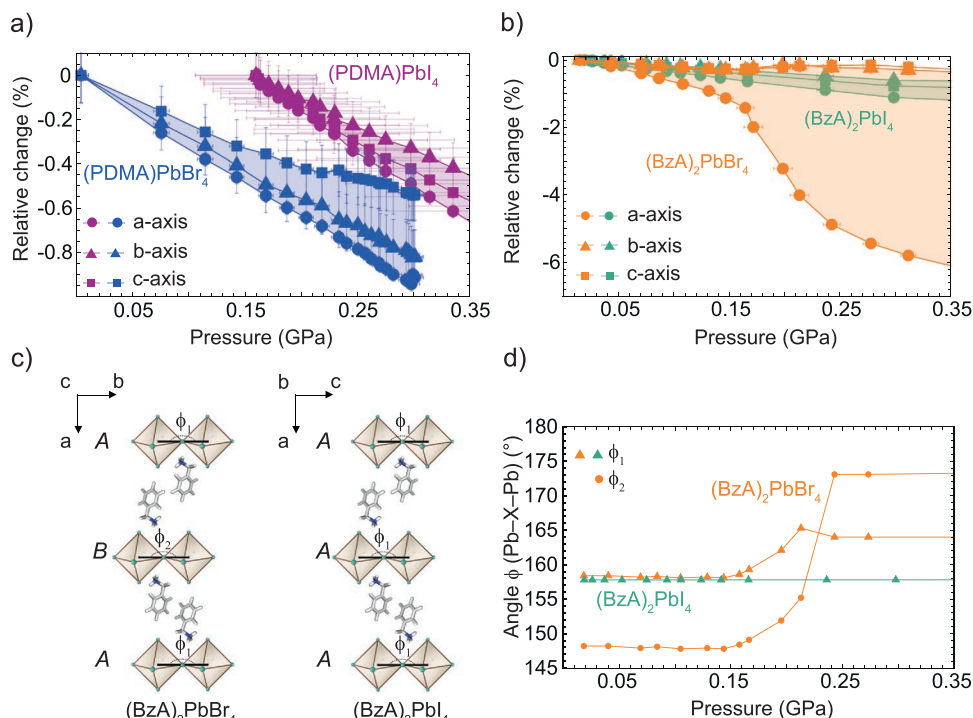 a)
Relative change (%)
0
-0.2
-0.4
-0.6
-0.8
(PDMA)PbI4
(PDMA)PbBr4
a-axis
b-axis
c-axis
0.05
0.15
0.25
0.35
Pressure (GPa)
b)
Relative change (%)
0
-2
-4
-6
(BzA)2PbI4
(BzA)2PbBr4
a-axis
b-axis
c-axis
0.05
0.15
0.25
0.35
Pressure (GPa)
c)
c
b
a
A
ϕ1
B
ϕ2
A
ϕ1
(BzA)2PbBr4
b
c
a
A
ϕ1
A
ϕ1
A
ϕ1
(BzA)2PbI4
d)
Angle ϕ (Pb–X–Pb) (°)
180
175
170
165
160
155
150
145
ϕ1
ϕ2
(BzA)2PbBr4
(BzA)2PbI4
0.05
0.15
0.25
0.35
Pressure (GPa)